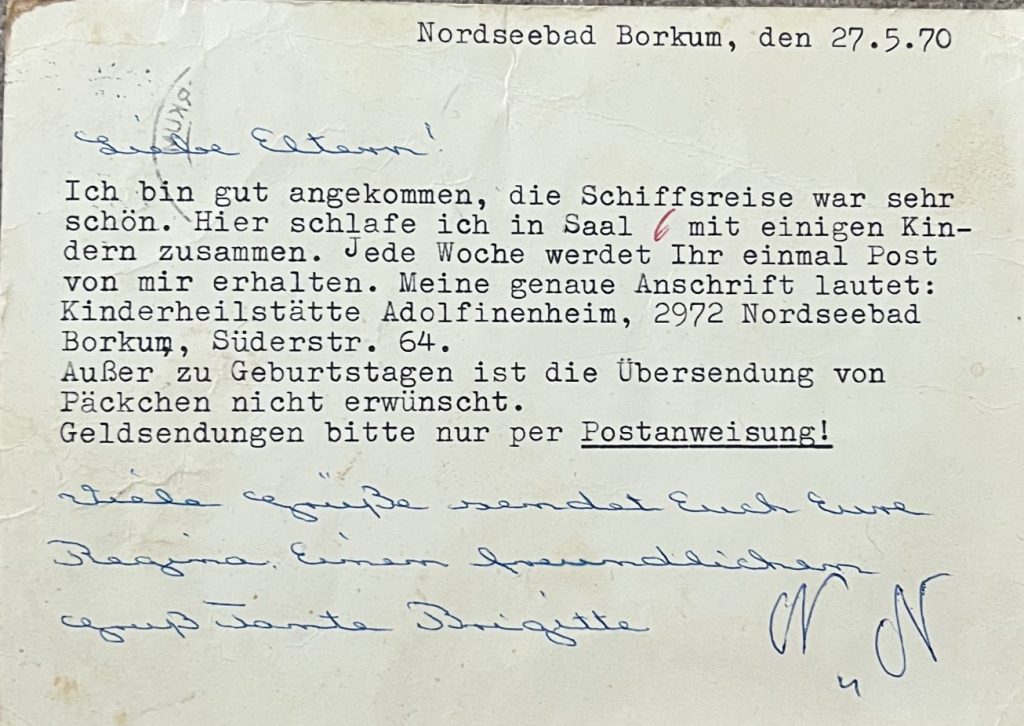 Nordseebad Borkum, den 27.5.70
Liebe Eltern!
Ich bin gut angekommen, die Schiffsreise war sehr
schön. Hier schlafe ich in Saal 6 mit einigen Kin-
dern zusammen. Jede Woche werdet Ihr einmal Post
von mir erhalten. Meine genaue Anschrift lautet:
Kinderheilstätte Adolfinenheim, 2972 Nordseebad
Borkum, Süderstr. 64.
Außer zu Geburtstagen ist die Übersendung von
Päckchen nicht erwünscht.
Geldsendungen bitte nur per Postanweisung!
Viele Grüße sendet Euch Eure
Regina. Einen freundlichen
Gruß Tante Brigitte
N N